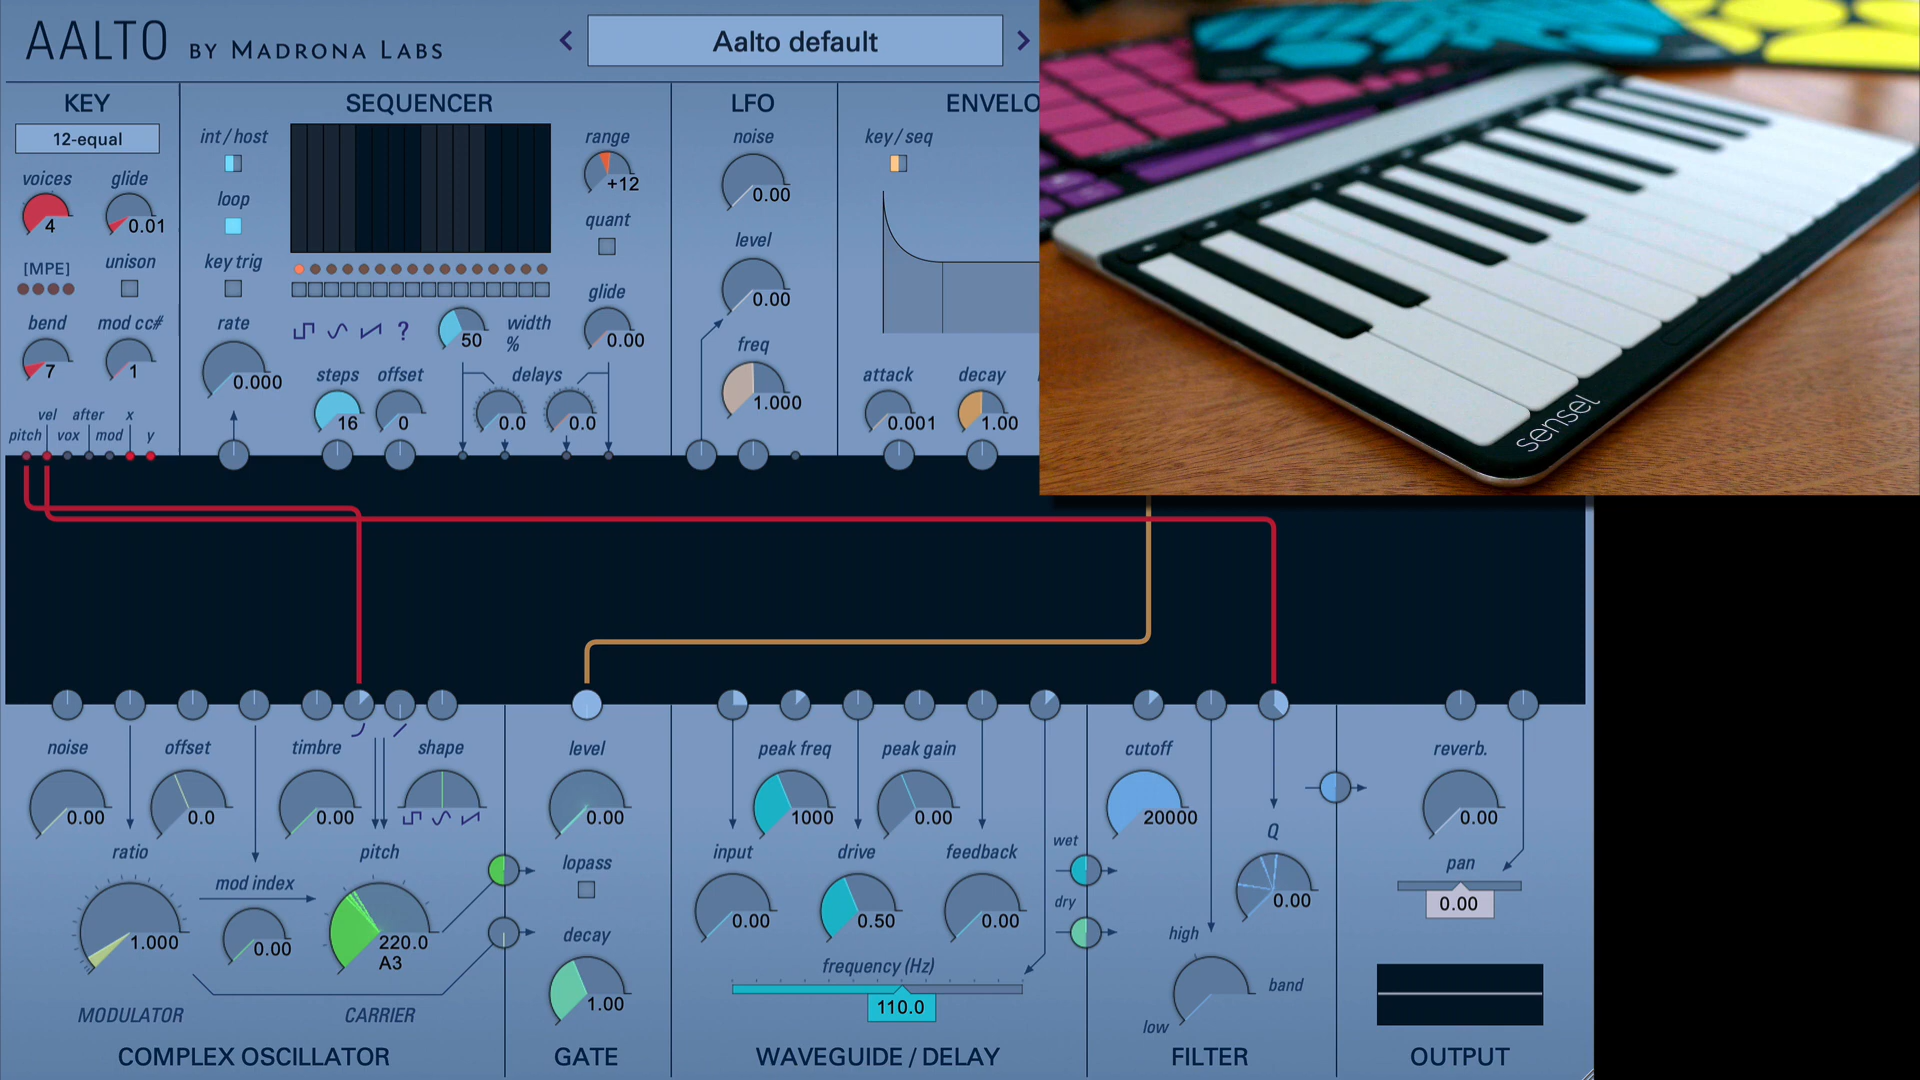 AALTO BY MADRONA LABS
Aalto default
KEY
12-equal
voices
glide
4
0.01
[MPE]
unison
bend
mod cc#
7
1
vel after x
pitch vox mod y
SEQUENCER
int / host
loop
key trig
rate
0.000
range
+12
quant
glide
0.00
?
50
width
%
steps
offset
delays
16
0
0.0
0.0
LFO
noise
0.00
level
0.00
freq
1.000
ENVELO
key / seq
attack
decay
0.001
1.00
sensel
noise
offset
timbre
shape
0.00
0.0
0.00
ratio
mod index
pitch
1.000
0.00
220.0
A3
MODULATOR
CARRIER
COMPLEX OSCILLATOR
level
0.00
lopass
decay
1.00
GATE
peak freq
peak gain
1000
0.00
input
drive
feedback
0.00
0.50
0.00
frequency (Hz)
110.0
WAVEGUIDE / DELAY
wet
dry
cutoff
20000
Q
0.00
high
band
low
FILTER
reverb.
0.00
pan
0.00
OUTPUT